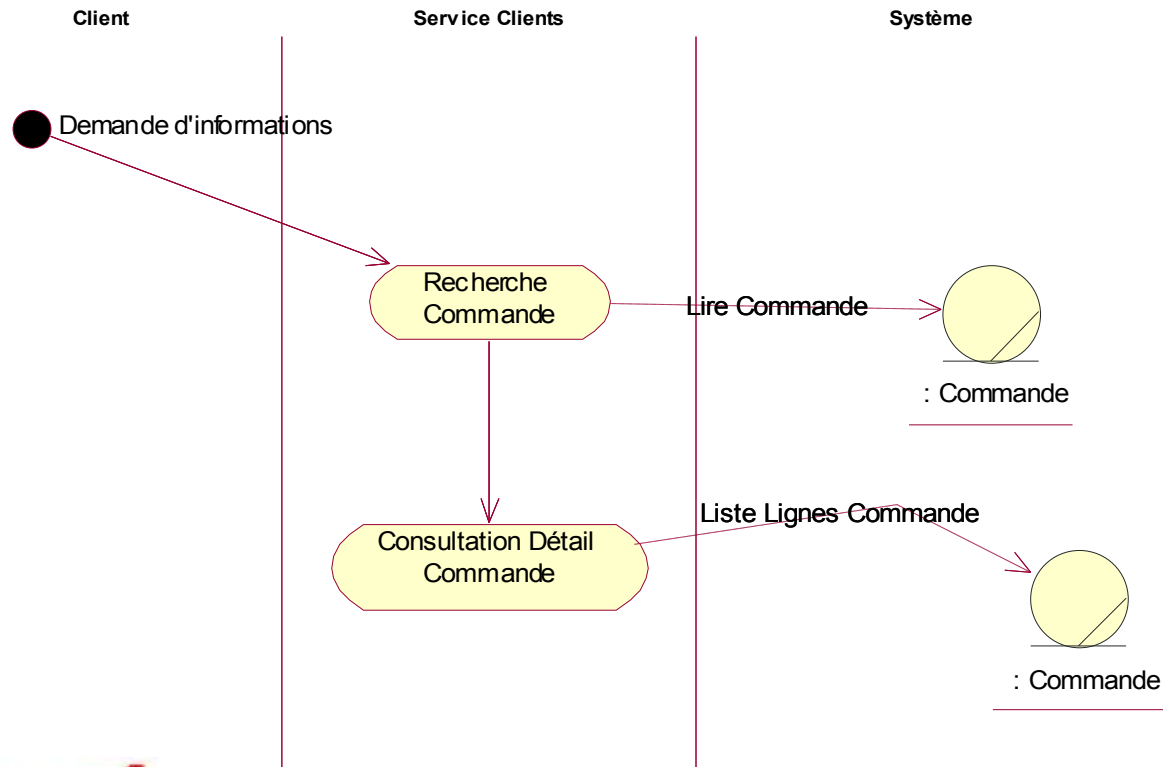 Client
Service Clients
Système
Demande d'informations
Recherche
Commande
Lire Commande
: Commande
Liste Lignes Commande
Consultation Détail
Commande
: Commande